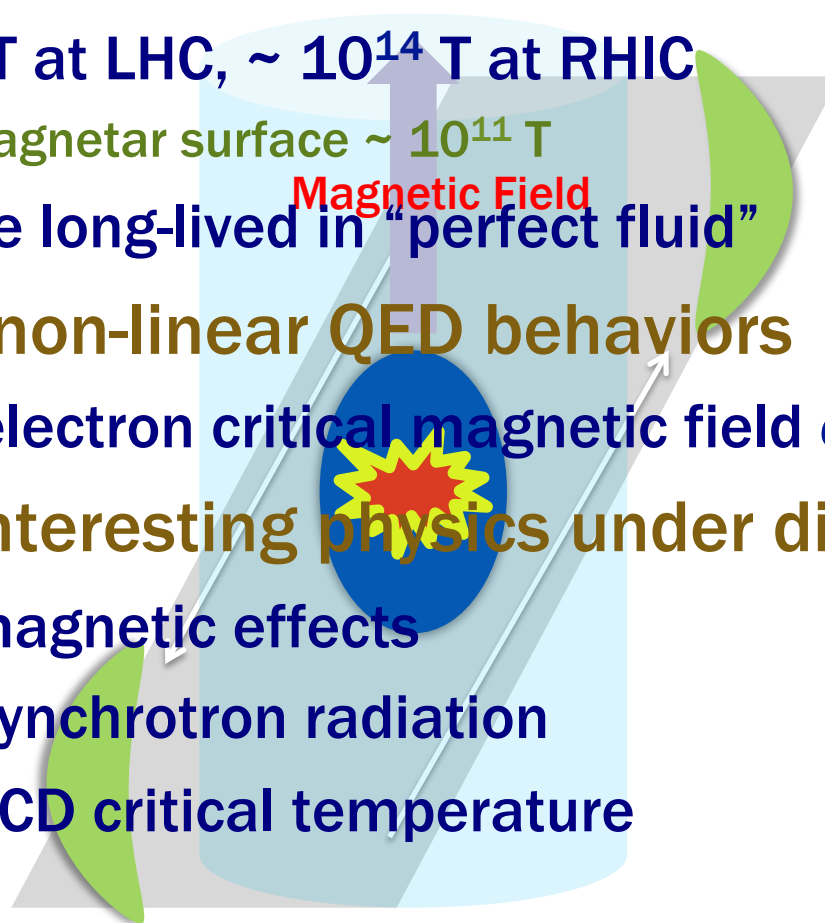 T at LHC, ~ 10¹⁴ T at RHIC
agnetar surface ~ 10¹¹ T
Magnetic Field
e long-lived in “perfect fluid”
non-linear QED behaviors
electron critical magnetic field
nteresting physics under di
magnetic effects
ynchrotron radiation
CD critical temperature